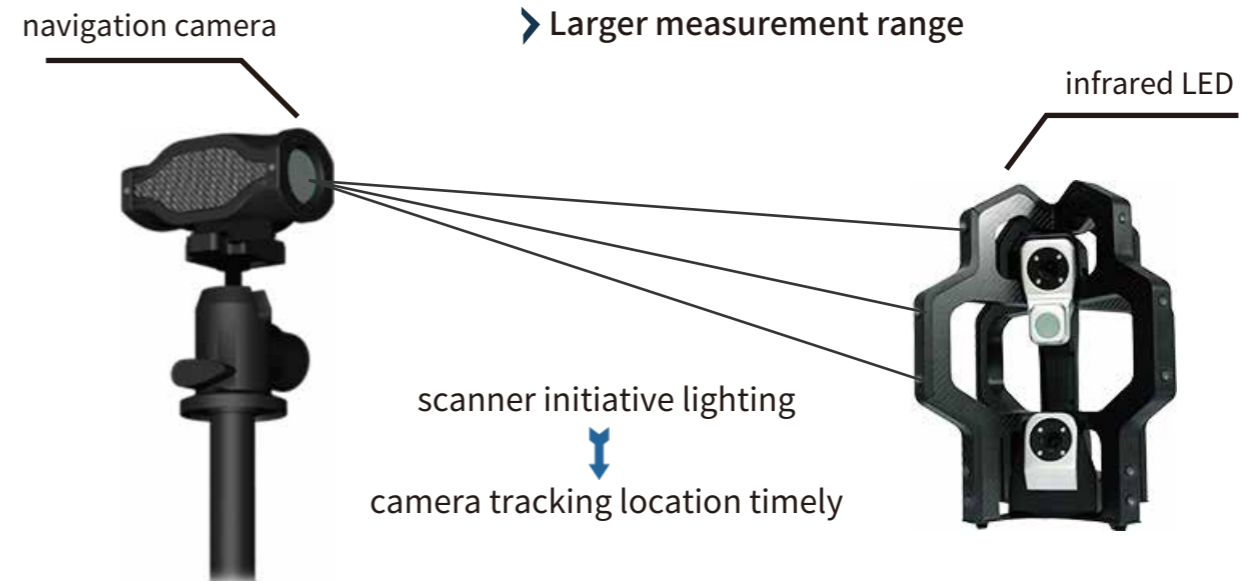 navigation camera
Larger measurement range
infrared LED
scanner initiative lighting
camera tracking location timely